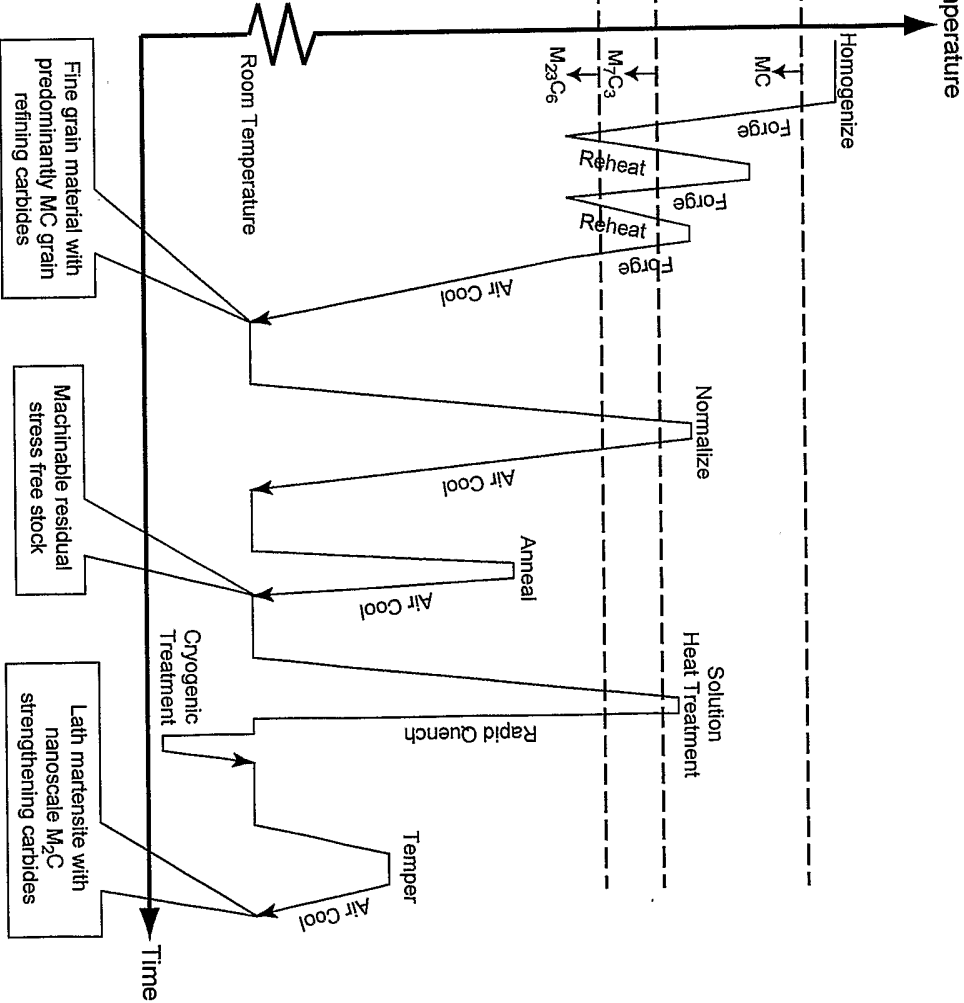 perature
Homogenize
Forge
MC
Solution
Heat Treatment
Normalize
Forge
Forge
Reheat
Reheat
M₇C₃
M₂₃C₆
Anneal
Rapid Quench
Air Cool
Air Cool
Temper
Air Cool
Air Cool
Room Temperature
Cryogenic
Treatment
Time
Fine grain material with
predominantly MC grain
refining carbides
Machinable residual
stress free stock
Lath martensite with
nanoscale M₂C
strengthening carbides